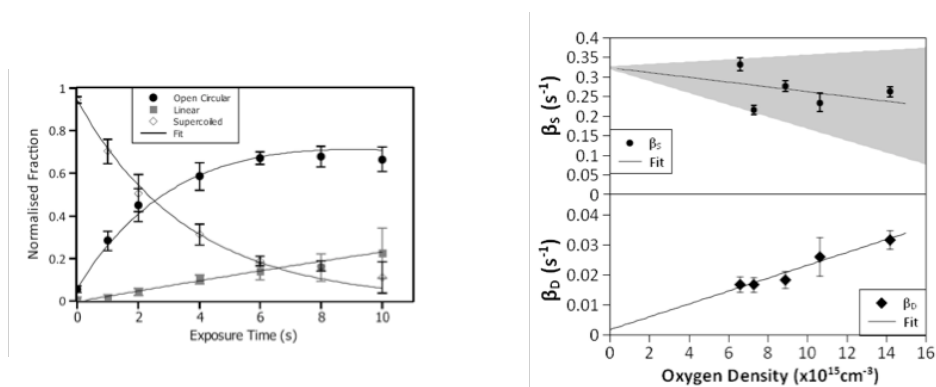 1
0.8
0.6
0.4
0.2
0
0 2 4 6 8 10
Normalised Fraction
Exposure Time (s)
Open Circular
Linear
Supercoiled
Fit
0.4
0.35
0.3
0.25
0.2
0.15
0.1
0.05
0
βS (s⁻¹)
βS
Fit
0.04
0.03
0.02
0.01
0
βD (s⁻¹)
βD
Fit
0 2 4 6 8 10 12 14 16
Oxygen Density (x10¹⁵cm⁻³)